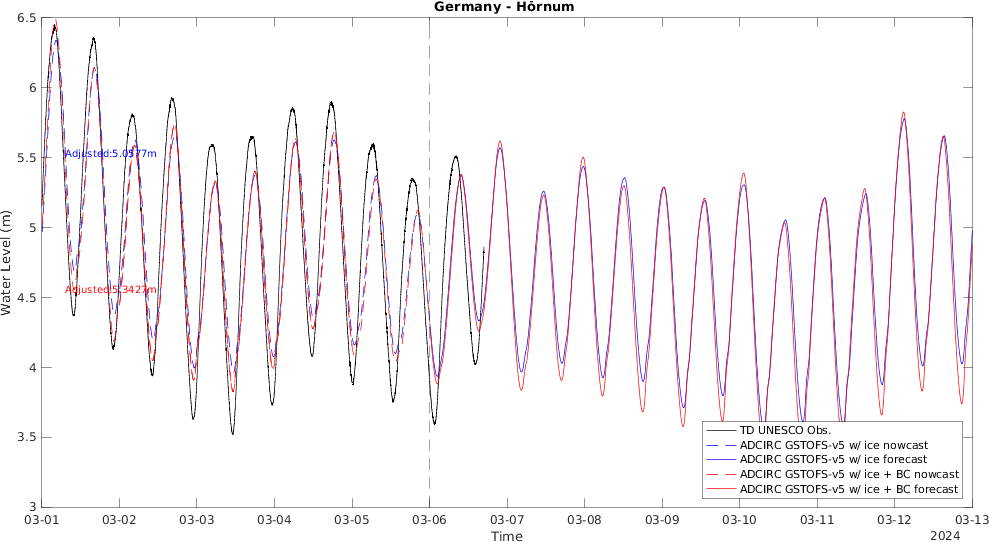 Germany - Hörnum
6.5
6
5.5
5
4.5
4
3.5
3
Water Level (m)
Adjusted:5.0577m
Adjusted:5.3427m
TD UNESCO Obs.
ADCIRC GSTOFS-v5 w/ ice nowcast
ADCIRC GSTOFS-v5 w/ ice forecast
ADCIRC GSTOFS-v5 w/ ice + BC nowcast
ADCIRC GSTOFS-v5 w/ ice + BC forecast
03-01 03-02 03-03 03-04 03-05 03-06 03-07 03-08 03-09 03-10 03-11 03-12 03-13
Time
2024